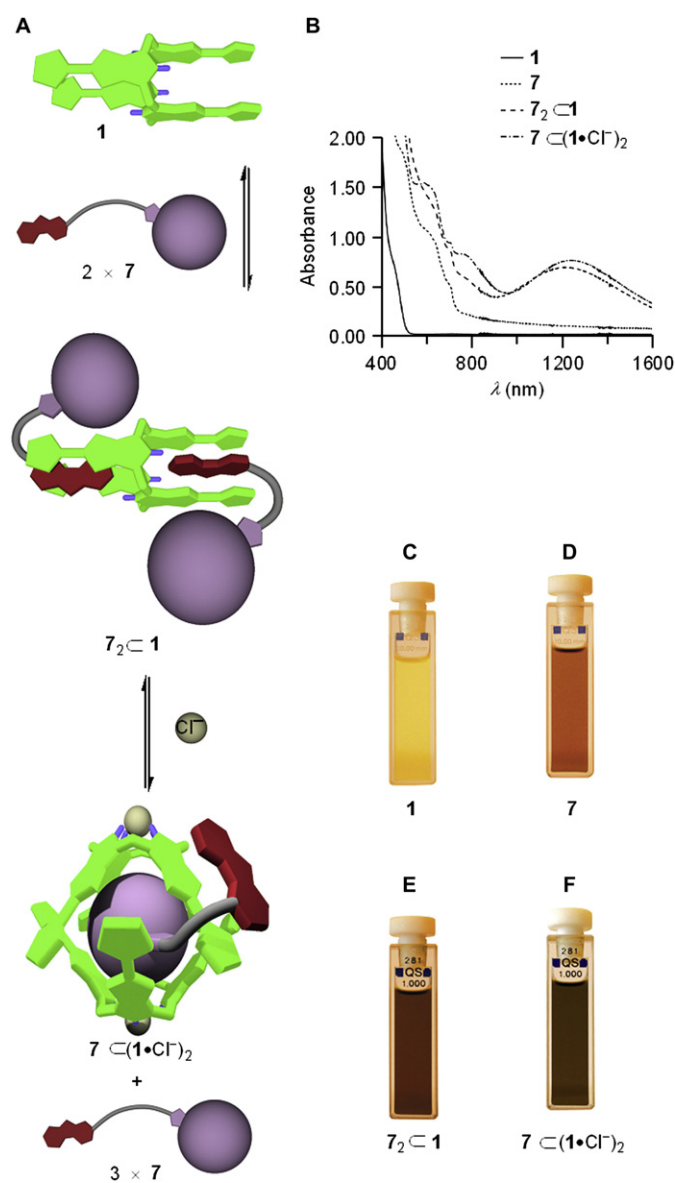 A
1
2 × 7
7₂⊂ 1
Cl⁻
7 ⊂(1•Cl⁻)₂
+
3 × 7
B
1
7
7₂ ⊂1
7 ⊂(1•Cl⁻)₂
2.00
1.50
1.00
0.50
0.00
Absorbance
400 800 1200 1600
λ (nm)
C
1
D
7
E
281
QS
1.000
7₂⊂ 1
F
281
QS
1.000
7 ⊂(1•Cl⁻)₂